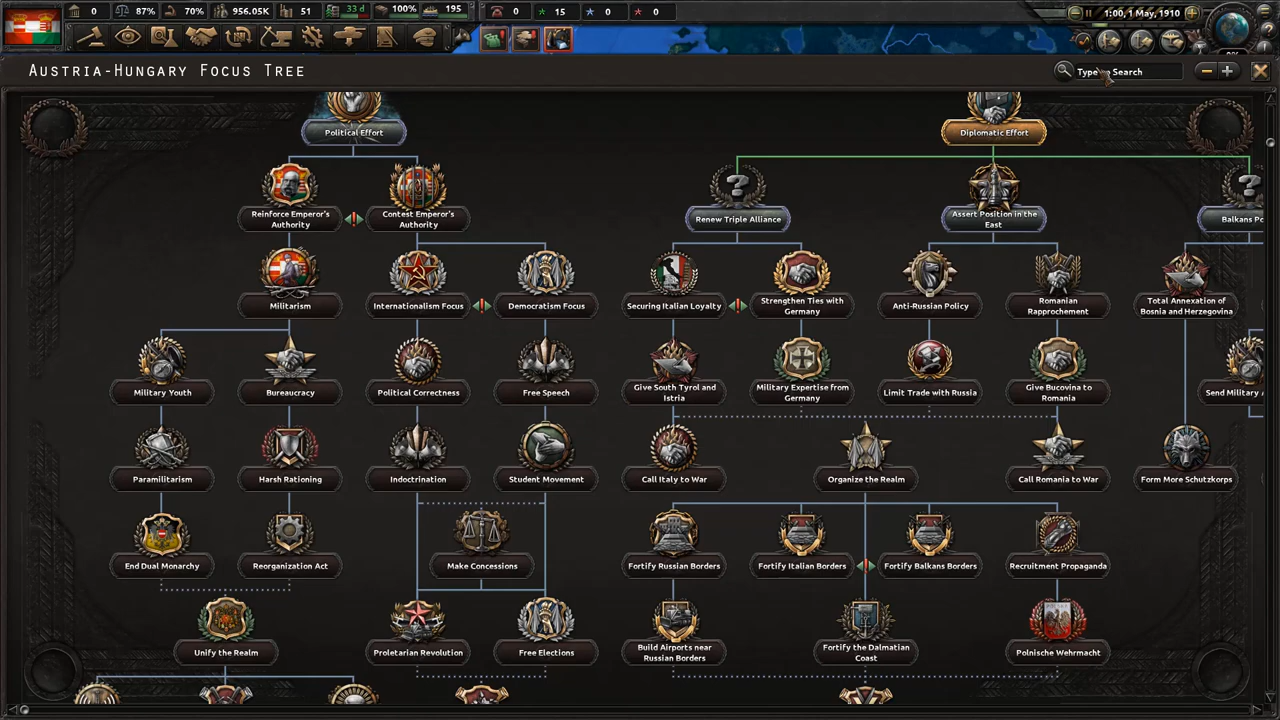 0 87% 70% 956.05K 51 33 d 100% 195 0 15 0 0 1:00, 1 May, 1910
Austria-Hungary Focus Tree
Type to Search
Political Effort
Diplomatic Effort
Reinforce Emperor's
Authority
Contest Emperor's
Authority
Renew Triple Alliance
Assert Position in the
East
Balkans Po
Militarism
Internationalism Focus
Democratism Focus
Securing Italian Loyalty
Strengthen Ties with
Germany
Anti-Russian Policy
Romanian
Rapprochement
Total Annexation of
Bosnia and Herzegovina
Military Youth
Bureaucracy
Political Correctness
Free Speech
Give South Tyrol and
Istria
Military Expertise from
Germany
Limit Trade with Russia
Give Bucovina to
Romania
Send Military A
Paramilitarism
Harsh Rationing
Indoctrination
Student Movement
Call Italy to War
Organize the Realm
Call Romania to War
Form More Schutzkorps
End Dual Monarchy
Reorganization Act
Make Concessions
Fortify Russian Borders
Fortify Italian Borders
Fortify Balkans Borders
Recruitment Propaganda
Unify the Realm
Proletarian Revolution
Free Elections
Build Airports near
Russian Borders
Fortify the Dalmatian
Coast
Polnische Wehrmacht